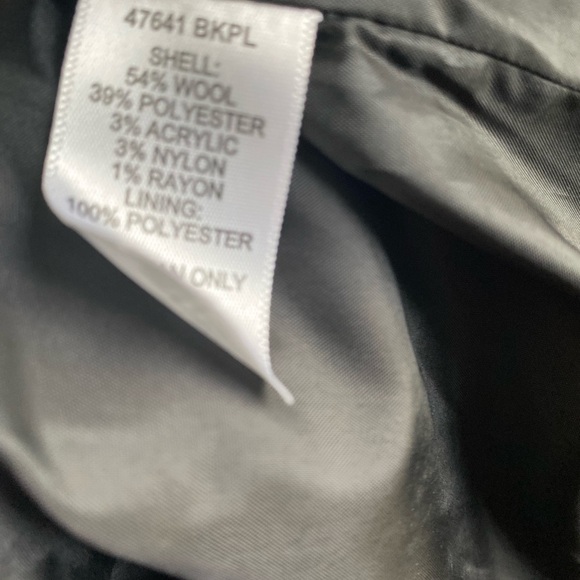 47641 BKPL
SHELL:
54% WOOL
39% POLYESTER
3% ACRYLIC
3% NYLON
1% RAYON
LINING:
100% POLYESTER
ONLY